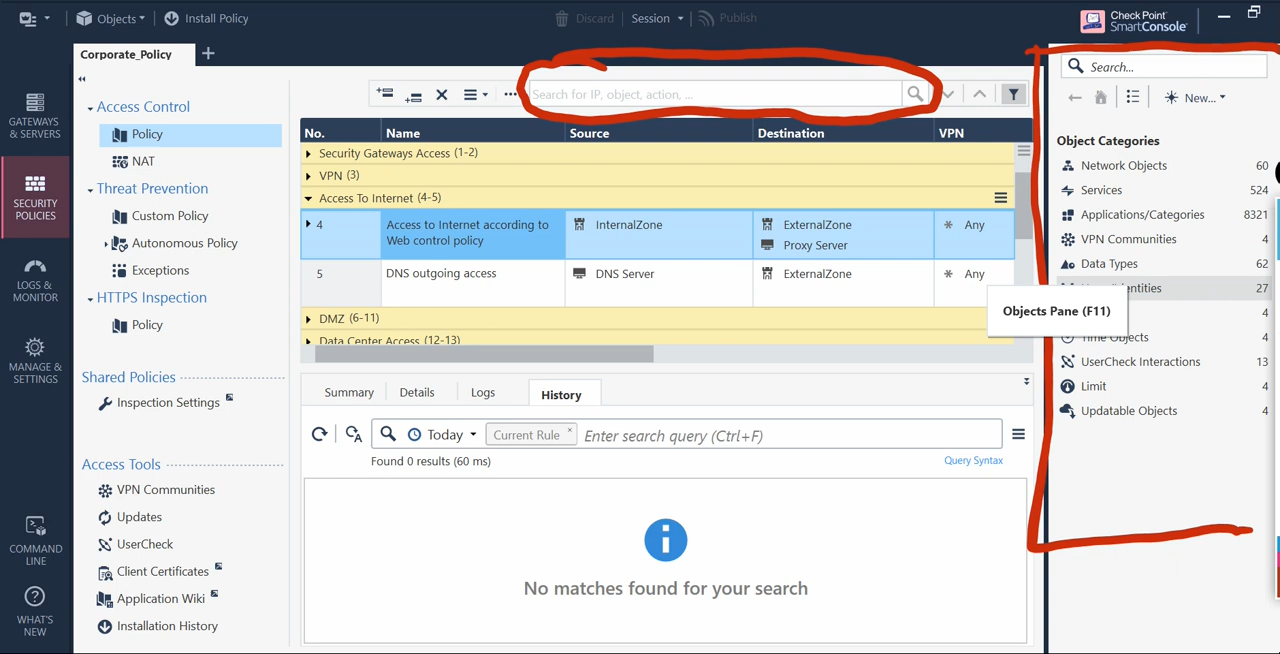 Objects
Install Policy
Discard
Session
Publish
Check Point
SmartConsole
Corporate_Policy
GATEWAYS
& SERVERS
SECURITY
POLICIES
LOGS &
MONITOR
MANAGE &
SETTINGS
COMMAND
LINE
WHAT'S
NEW
Access Control
Policy
NAT
Threat Prevention
Custom Policy
Autonomous Policy
Exceptions
HTTPS Inspection
Policy
Shared Policies
Inspection Settings
Access Tools
VPN Communities
Updates
UserCheck
Client Certificates
Application Wiki
Installation History
Search for IP, object, action, ...
No. Name Source Destination VPN
Security Gateways Access (1-2)
VPN (3)
Access To Internet (4-5)
4 Access to Internet according to Web control policy InternalZone ExternalZone Proxy Server Any
5 DNS outgoing access DNS Server ExternalZone Any
DMZ (6-11)
Data Center Access (12-13)
Summary Details Logs History
Today Current Rule Enter search query (Ctrl+F)
Found 0 results (60 ms)
Query Syntax
No matches found for your search
Search...
New...
Object Categories
Network Objects 60
Services 524
Applications/Categories 8321
VPN Communities 4
Data Types 62
27
4
Time Objects 4
UserCheck Interactions 13
Limit 4
Updatable Objects 4
Objects Pane (F11)